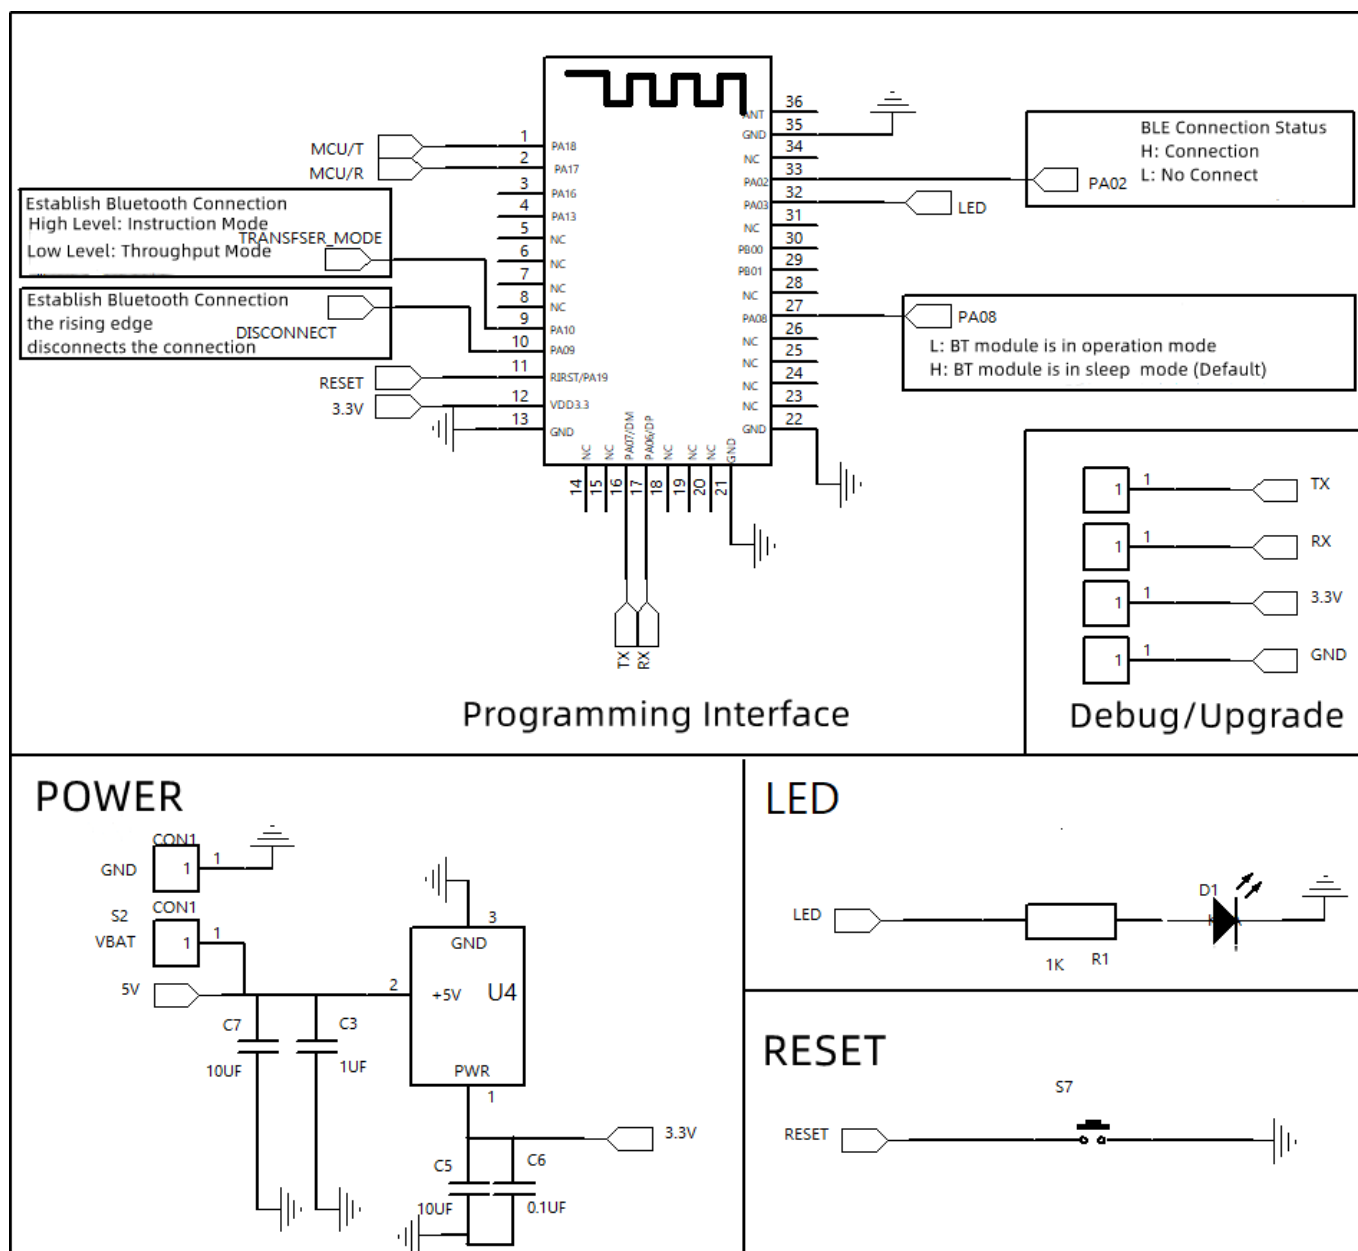 MCU/T
MCU/R
Establish Bluetooth Connection
High Level: Instruction Mode
TRANSFSER_MODE
Low Level: Throughput Mode
Establish Bluetooth Connection
the rising edge
DISCONNECT
disconnects the connection
RESET
3.3V
1 PA18
2 PA17
3 PA16
4 PA13
5 NC
6 NC
7 NC
8 NC
9 PA10
10 PA09
11 RIRST/PA19
12 VDD3.3
13 GND
14 NC
15 NC
16 PA07/DM
17 PA06/DP
18 NC
19 NC
20 NC
21 GND
36 ANT
35 GND
34 NC
33 PA02
32 PA03
31 NC
30 PB00
29 PB01
28 NC
27 PA08
26 NC
25 NC
24 NC
23 NC
22 GND
TX
RX
BLE Connection Status
H: Connection
L: No Connect
PA02
LED
PA08
L: BT module is in operation mode
H: BT module is in sleep mode (Default)
1 1 TX
1 1 RX
1 1 3.3V
1 1 GND
Programming Interface
Debug/Upgrade
POWER
CON1
GND 1 1
S2 CON1
VBAT 1 1
5V
C7
10UF
C3
1UF
3
GND
2 +5V U4
PWR
1
3.3V
C5
10UF
C6
0.1UF
LED
LED
1K R1
D1
K A
RESET
S7
RESET